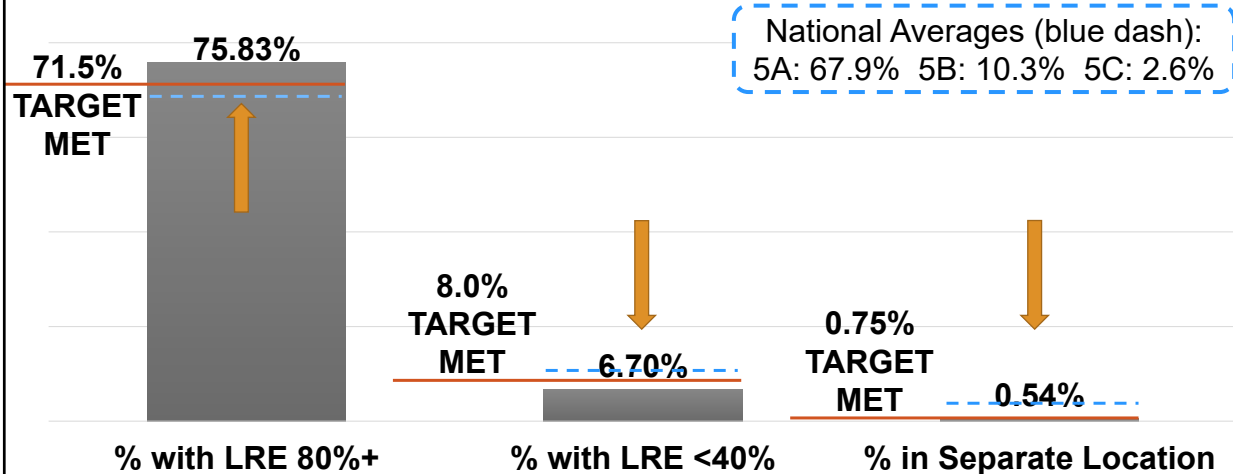 National Averages (blue dash):
5A: 67.9% 5B: 10.3% 5C: 2.6%
71.5%
TARGET
MET
75.83%
8.0%
TARGET
MET
6.70%
0.75%
TARGET
MET
0.54%
% with LRE 80%+
% with LRE <40%
% in Separate Location